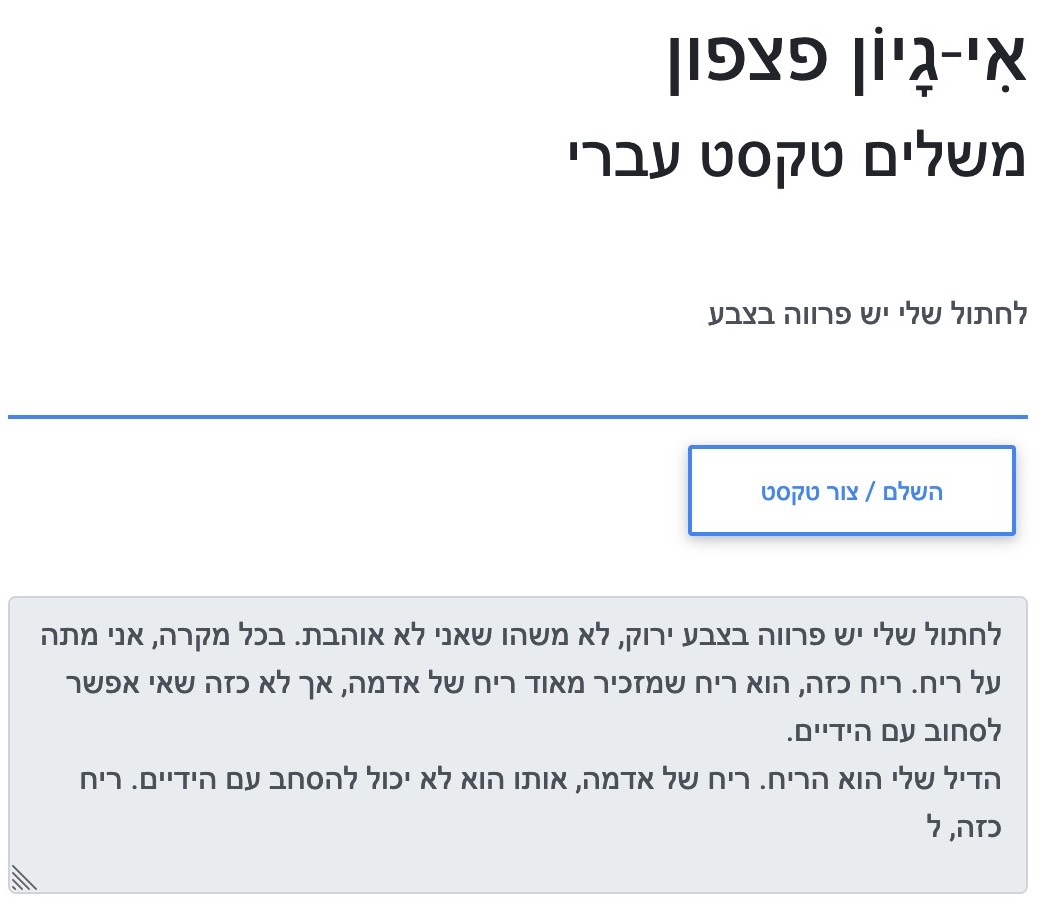 אִי-גָיוֹן פצפון
משלים טקסט עברי
לחתול שלי יש פרווה בצבע
השלם / צור טקסט
לחתול שלי יש פרווה בצבע ירוק, לא משהו שאני לא אוהבת. בכל מקרה, אני מתה
על ריח. ריח כזה, הוא ריח שמזכיר מאוד ריח של אדמה, אך לא כזה שאי אפשר
לסחוב עם הידיים.
הדיל שלי הוא הריח. ריח של אדמה, אותו הוא לא יכול להסחב עם הידיים. ריח
כזה, ל